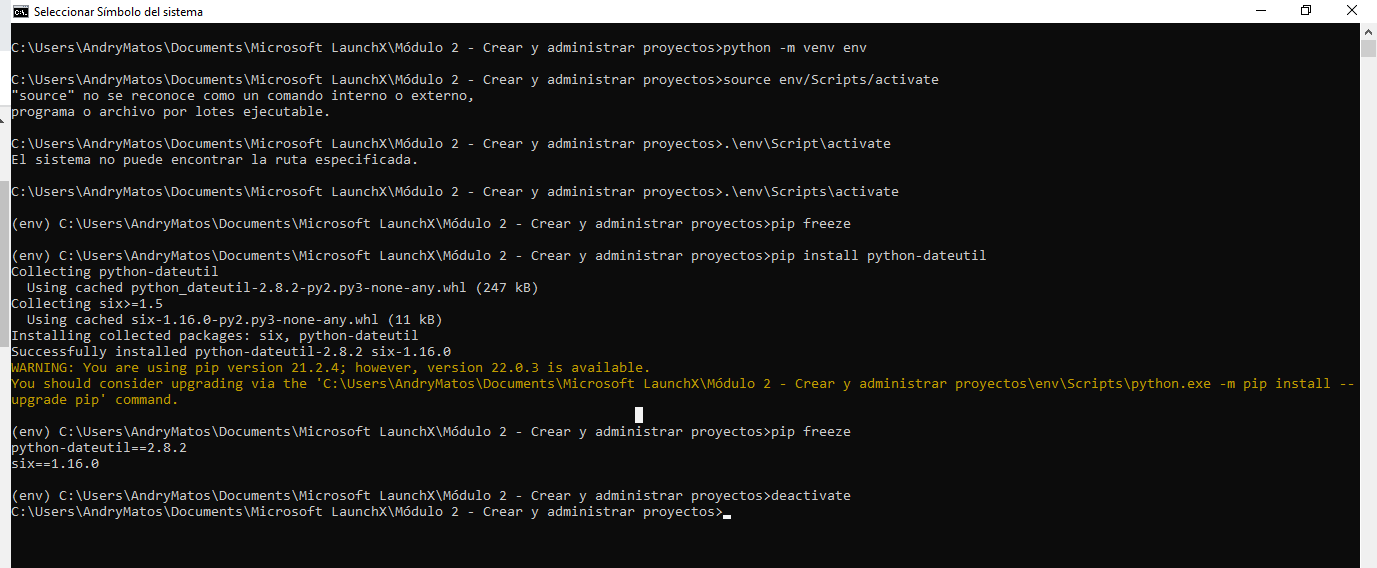 Seleccionar Símbolo del sistema
C:\Users\AndryMatos\Documents\Microsoft LaunchX\Módulo 2 - Crear y administrar proyectos>python -m venv env
C:\Users\AndryMatos\Documents\Microsoft LaunchX\Módulo 2 - Crear y administrar proyectos>source env/Scripts/activate
"source" no se reconoce como un comando interno o externo,
programa o archivo por lotes ejecutable.
C:\Users\AndryMatos\Documents\Microsoft LaunchX\Módulo 2 - Crear y administrar proyectos>.\env\Script\activate
El sistema no puede encontrar la ruta especificada.
C:\Users\AndryMatos\Documents\Microsoft LaunchX\Módulo 2 - Crear y administrar proyectos>.\env\Scripts\activate
(env) C:\Users\AndryMatos\Documents\Microsoft LaunchX\Módulo 2 - Crear y administrar proyectos>pip freeze
(env) C:\Users\AndryMatos\Documents\Microsoft LaunchX\Módulo 2 - Crear y administrar proyectos>pip install python-dateutil
Collecting python-dateutil
  Using cached python_dateutil-2.8.2-py2.py3-none-any.whl (247 kB)
Collecting six>=1.5
  Using cached six-1.16.0-py2.py3-none-any.whl (11 kB)
Installing collected packages: six, python-dateutil
Successfully installed python-dateutil-2.8.2 six-1.16.0
WARNING: You are using pip version 21.2.4; however, version 22.0.3 is available.
You should consider upgrading via the 'C:\Users\AndryMatos\Documents\Microsoft LaunchX\Módulo 2 - Crear y administrar proyectos\env\Scripts\python.exe -m pip install --
upgrade pip' command.
(env) C:\Users\AndryMatos\Documents\Microsoft LaunchX\Módulo 2 - Crear y administrar proyectos>pip freeze
python-dateutil==2.8.2
six==1.16.0
(env) C:\Users\AndryMatos\Documents\Microsoft LaunchX\Módulo 2 - Crear y administrar proyectos>deactivate
C:\Users\AndryMatos\Documents\Microsoft LaunchX\Módulo 2 - Crear y administrar proyectos>